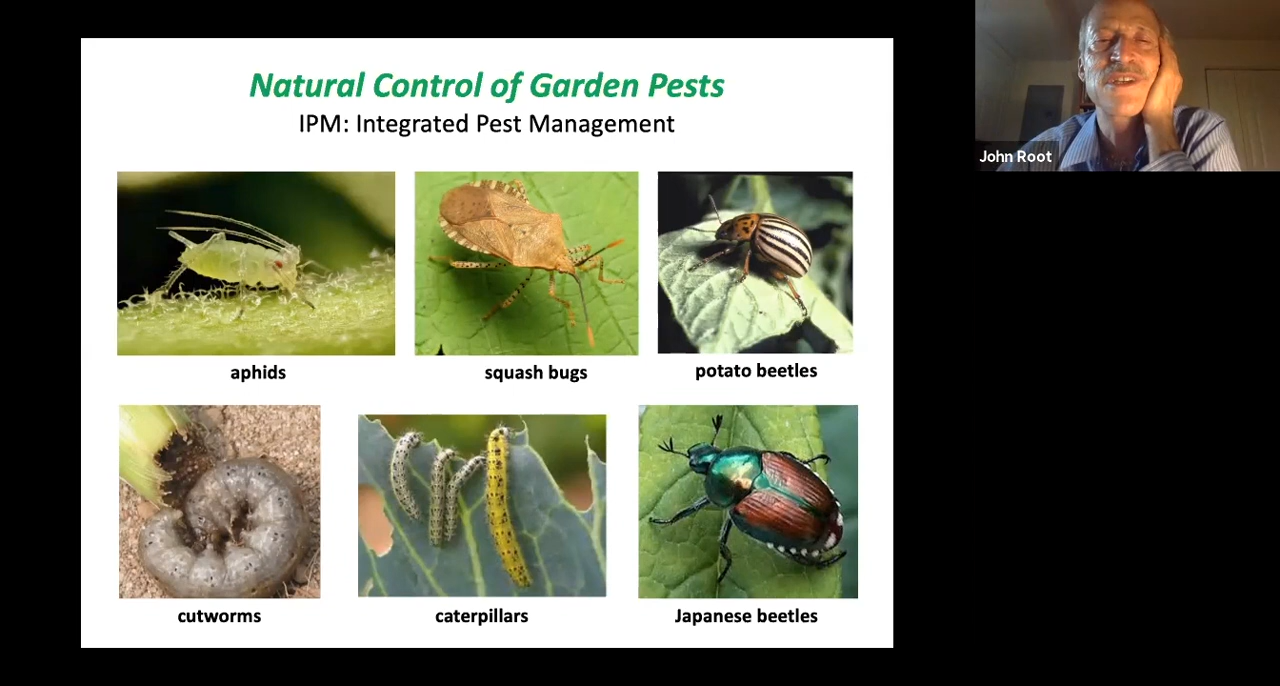 Natural Control of Garden Pests
IPM: Integrated Pest Management
aphids
squash bugs
potato beetles
cutworms
caterpillars
Japanese beetles
John Root